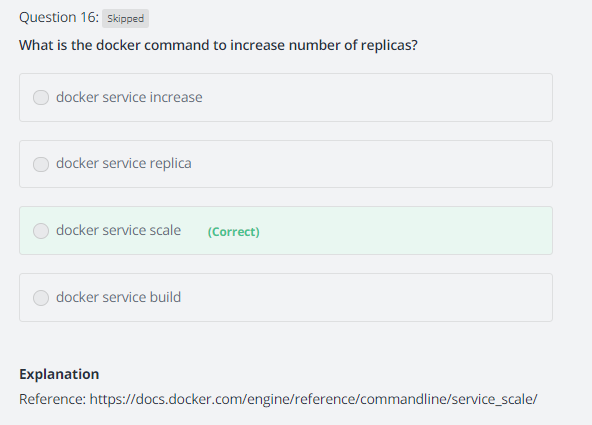 Question 16: Skipped
What is the docker command to increase number of replicas?
docker service increase
docker service replica
docker service scale (Correct)
docker service build
Explanation
Reference: https://docs.docker.com/engine/reference/commandline/service_scale/